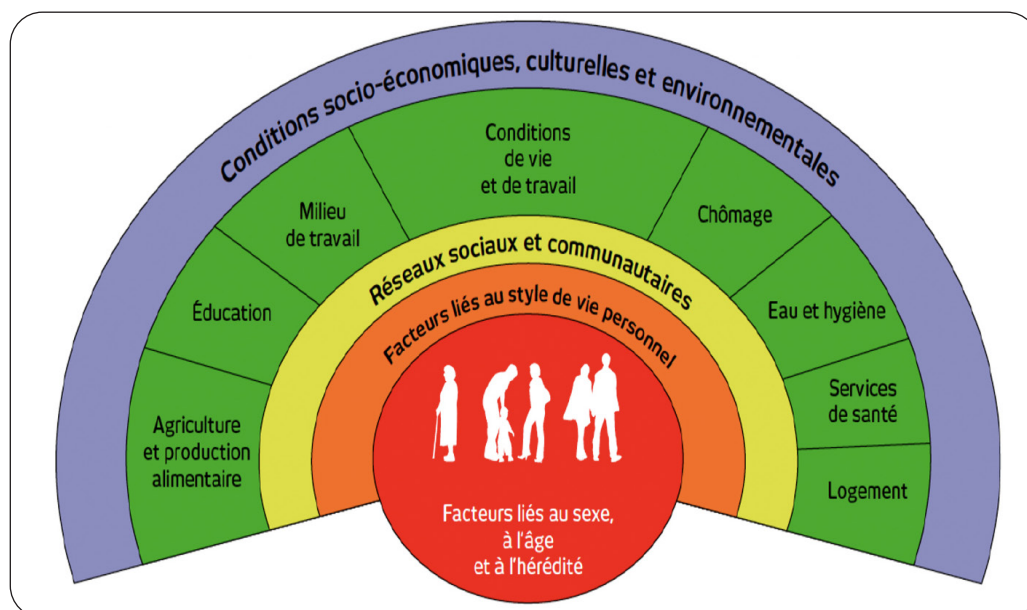 Conditions socio-économiques, culturelles et environnementales
Conditions
de vie
et de travail
Milieu
de travail
Chômage
Éducation
Eau et hygiène
Agriculture
et production
alimentaire
Services
de santé
Logement
Réseaux sociaux et communautaires
Facteurs liés au style de vie personnel
Facteurs liés au sexe,
à l'âge
et à l'hérédité